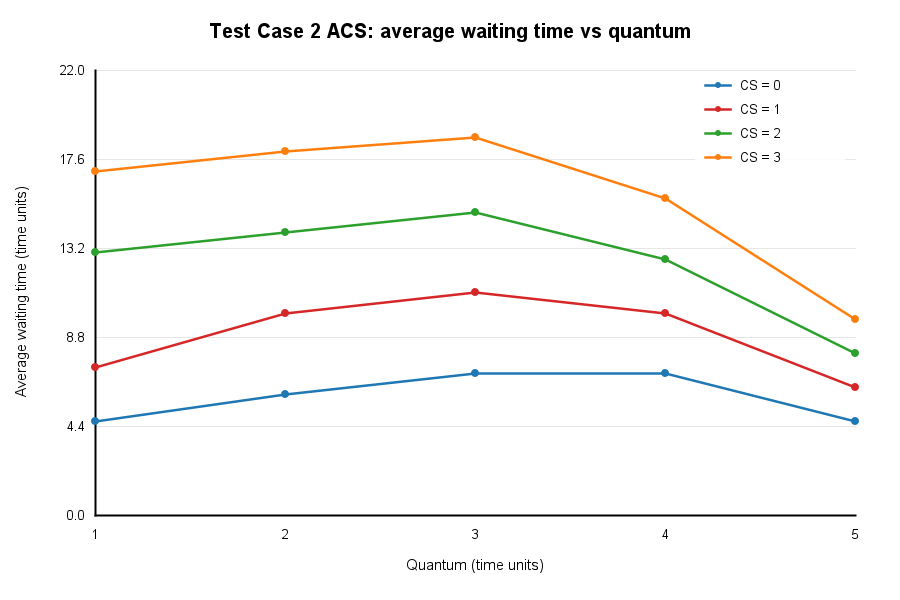 Test Case 2 ACS: average waiting time vs quantum
22.0
17.6
13.2
8.8
4.4
0.0
Average waiting time (time units)
CS = 0
CS = 1
CS = 2
CS = 3
1 2 3 4 5
Quantum (time units)